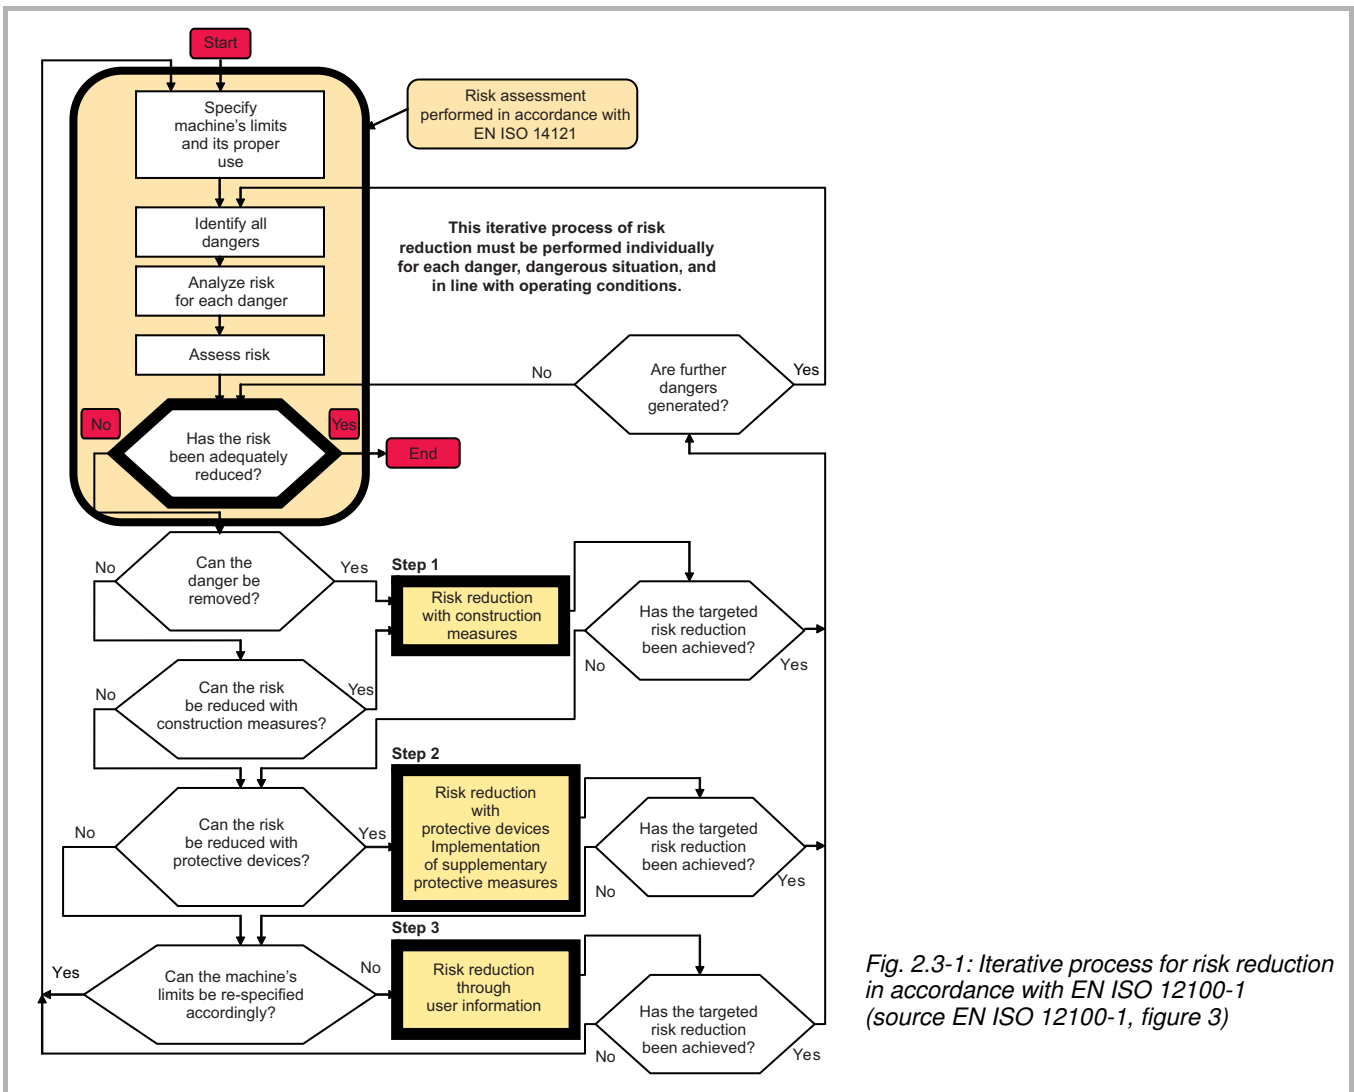 Start
Specify
machine's limits
and its proper
use
Risk assessment
performed in accordance with
EN ISO 14121
Identify all
dangers
This iterative process of risk
reduction must be performed individually
for each danger, dangerous situation, and
in line with operating conditions.
Analyze risk
for each danger
Assess risk
No
Are further
dangers
generated?
Yes
No
Yes
Has the risk
been adequately
reduced?
End
No
Can the
danger be
removed?
Yes
Step 1
Risk reduction
with construction
measures
Has the targeted
risk reduction
been achieved?
No
Yes
No
Can the risk
be reduced with
construction measures?
Yes
Step 2
Risk reduction
with
protective devices
Implementation
of supplementary
protective measures
No
Can the risk
be reduced with
protective devices?
Yes
Has the targeted
risk reduction
been achieved?
No
Yes
Step 3
Yes
Can the machine's
limits be re-specified
accordingly?
No
Risk reduction
through
user information
Has the targeted
risk reduction
been achieved?
No
Yes
Fig. 2.3-1: Iterative process for risk reduction
in accordance with EN ISO 12100-1
(source EN ISO 12100-1, figure 3)